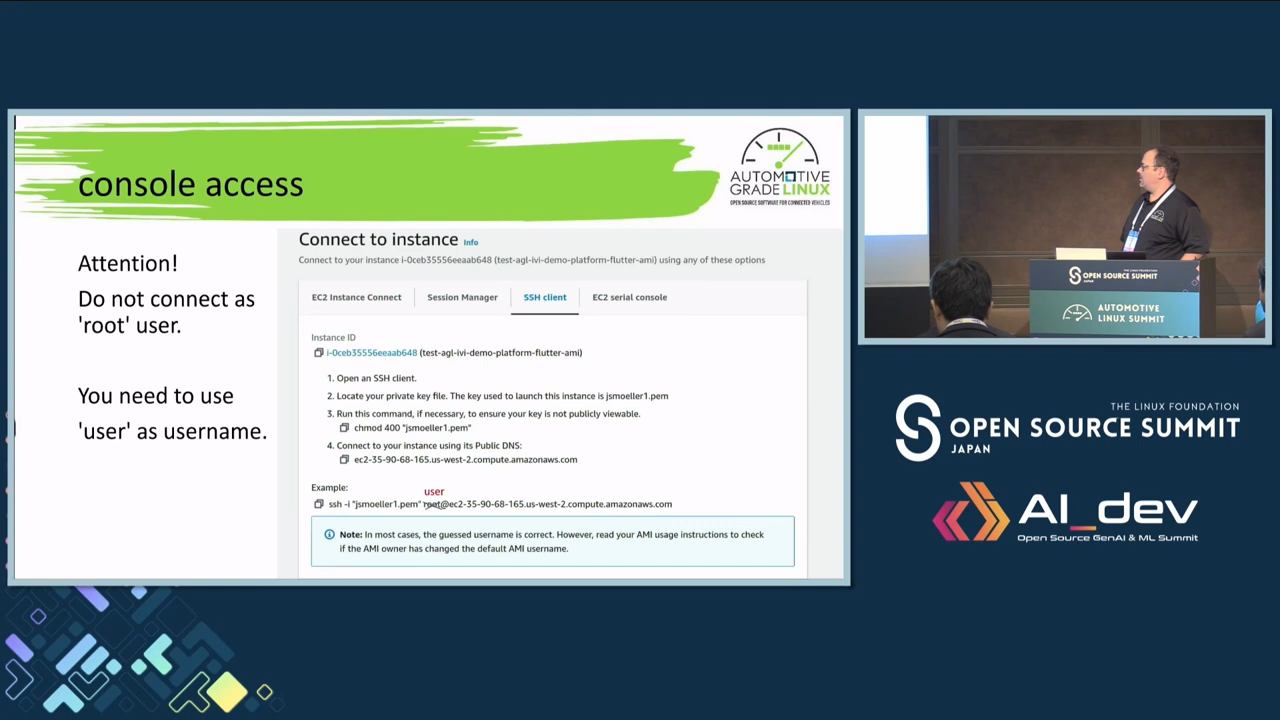 console access
AUTOMOTIVE
GRADE LINUX
OPEN SOURCE SOFTWARE FOR CONNECTED VEHICLES
Attention!
Do not connect as
'root' user.
You need to use
'user' as username.
Connect to instance Info
Connect to your instance i-0ceb35556eeaab648 (test-agl-ivi-demo-platform-flutter-ami) using any of these options
EC2 Instance Connect
Session Manager
SSH client
EC2 serial console
Instance ID
i-0ceb35556eeaab648 (test-agl-ivi-demo-platform-flutter-ami)
1. Open an SSH client.
2. Locate your private key file. The key used to launch this instance is jsmoeller1.pem
3. Run this command, if necessary, to ensure your key is not publicly viewable.
chmod 400 "jsmoeller1.pem"
4. Connect to your instance using its Public DNS:
ec2-35-90-68-165.us-west-2.compute.amazonaws.com
Example:
user
ssh -i "jsmoeller1.pem" root@ec2-35-90-68-165.us-west-2.compute.amazonaws.com
Note: In most cases, the guessed username is correct. However, read your AMI usage instructions to check
if the AMI owner has changed the default AMI username.
THE LINUX FOUNDATION
OPEN SOURCE SUMMIT
JAPAN
AUTOMOTIVE
LINUX SUMMIT
THE LINUX FOUNDATION
OPEN SOURCE SUMMIT
JAPAN
AI_dev
Open Source GenAI & ML Summit